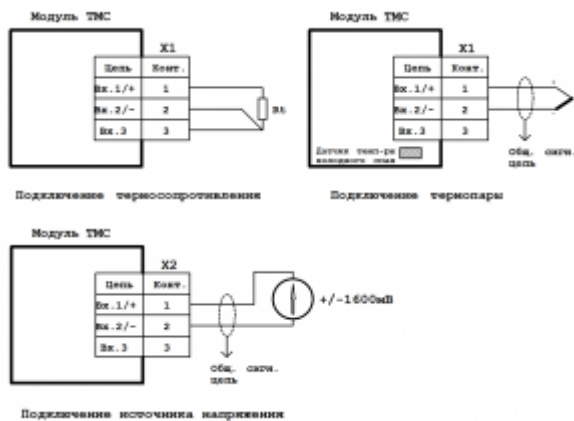 Модуль ТМС
X1
Цепь Конт.
Вх.1/+ 1
Вх.2/- 2
Вх.3 3
Rt
Подключение термосопротивления
Модуль ТМС
X1
Цепь Конт.
Вх.1/+ 1
Вх.2/- 2
Вх.3 3
Датчик темп-ры
холодного спая
Общ. сигн.
цепь
Подключение термопары
Модуль ТМС
X2
Цепь Конт.
Вх.1/+ 1
Вх.2/- 2
Вх.3 3
+/-1600мВ
Общ. сигн.
цепь
Подключение источника напряжения